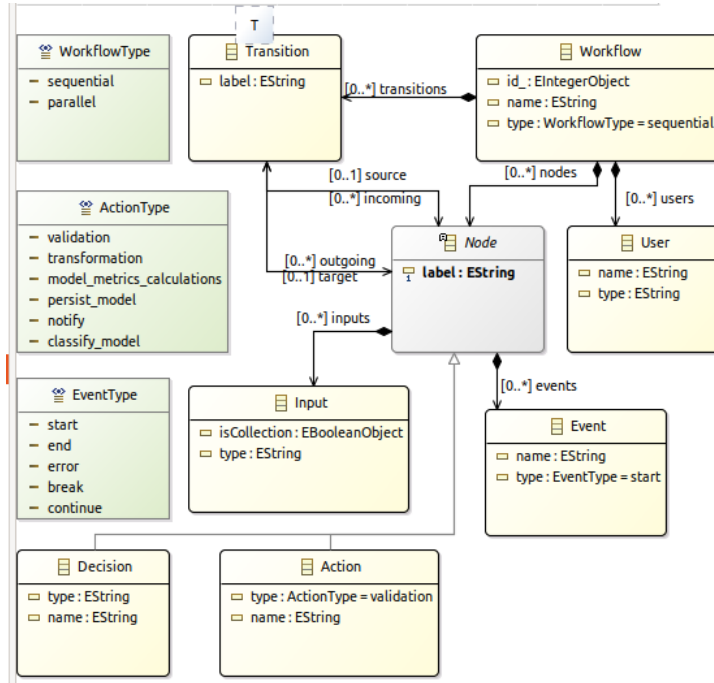 T
WorkflowType
sequential
parallel
Transition
label : EString
Workflow
id_ : EIntegerObject
name : EString
type : WorkflowType = sequential
[0..*] transitions
[0..1] source
[0..*] incoming
[0..*] nodes
[0..*] users
ActionType
validation
transformation
model_metrics_calculations
persist_model
notify
classify_model
[0..*] outgoing
[0..1] target
Node
1
label : EString
User
name : EString
type : EString
[0..*] inputs
[0..*] events
EventType
start
end
error
break
continue
Input
isCollection : EBooleanObject
type : EString
Event
name : EString
type : EventType = start
Decision
type : EString
name : EString
Action
type : ActionType = validation
name : EString